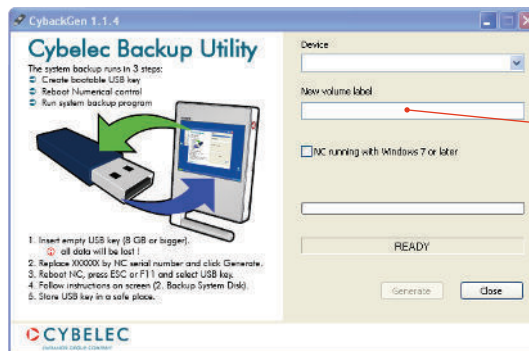 CybackGen 1.1.4
Cybelec Backup Utility
The system backup runs in 3 steps:
Create bootable USB key
Reboot Numerical control
Run system backup program
1. Insert empty USB key (8 GB or bigger).
all data will be lost !
2. Replace XXXXXX by NC serial number and click Generate.
3. Reboot NC, press ESC or F11 and select USB key.
4. Follow instructions on screen (2. Backup System Disk).
5. Store USB key in a safe place.
CYBELEC
Device
New volume label
NC running with Windows 7 or later
READY
Generate
Close